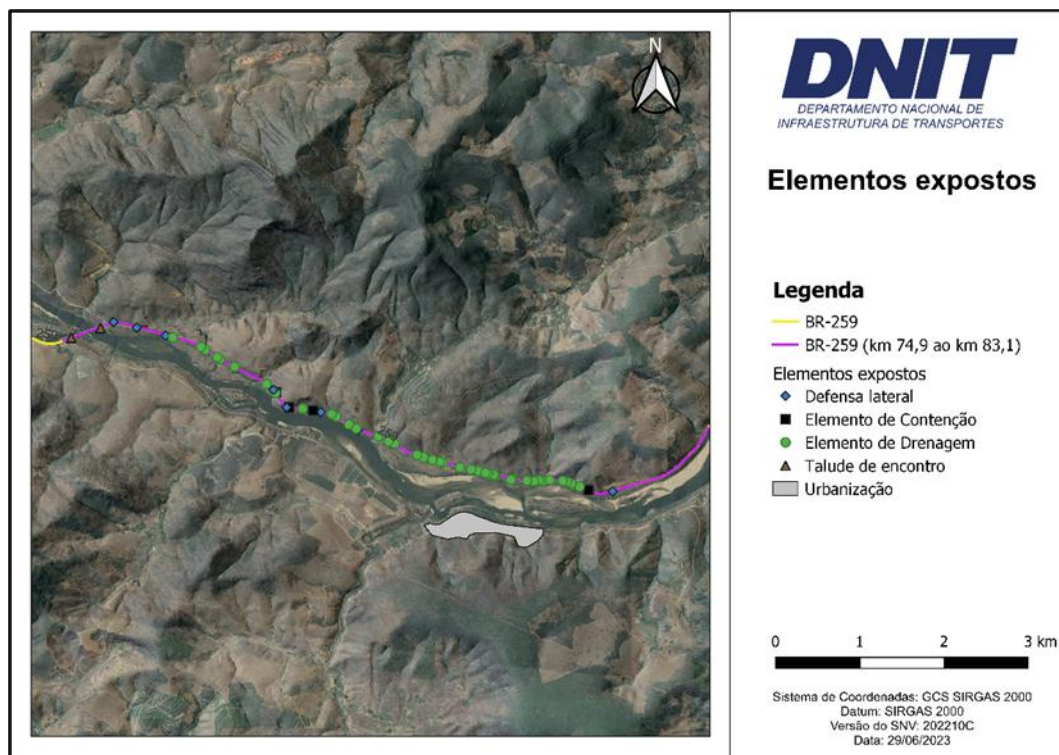 N
DNIT
DEPARTAMENTO NACIONAL DE
INFRAESTRUTURA DE TRANSPORTES
Elementos expostos
Legenda
BR-259
BR-259 (km 74,9 ao km 83,1)
Elementos expostos
Defensa lateral
Elemento de Contenção
Elemento de Drenagem
Talude de encontro
Urbanização
0 1 2 3 km
Sistema de Coordenadas: GCS SIRGAS 2000
Datum: SIRGAS 2000
Versão do SNV: 202210C
Data: 29/06/2023